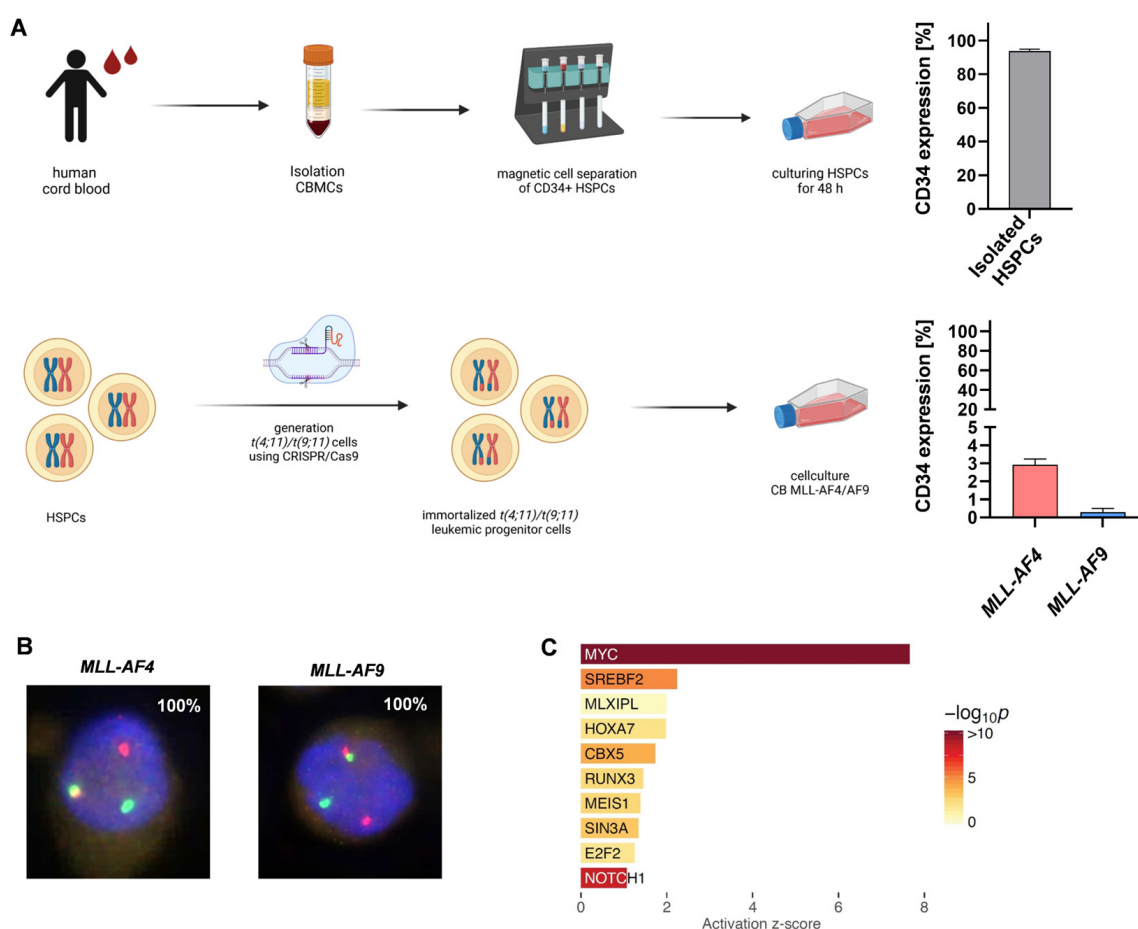 A
human
cord blood
Isolation
CBMCs
magnetic cell separation
of CD34+ HSPCs
culturing HSPCs
for 48 h
CD34 expression [%]
100
80
60
40
20
0
Isolated
HSPCs
HSPCs
generation
t(4;11)/t(9;11) cells
using CRISPR/Cas9
immortalized t(4;11)/t(9;11)
leukemic progenitor cells
cellculture
CB MLL-AF4/AF9
CD34 expression [%]
100
80
60
40
20
5
4
3
2
1
0
MLL-AF4
MLL-AF9
B
MLL-AF4
100%
MLL-AF9
100%
C
MYC
SREBF2
MLXIPL
HOXA7
CBX5
RUNX3
MEIS1
SIN3A
E2F2
NOTCH1
0 2 4 6 8
Activation z-score
−log10p
>10
5
0